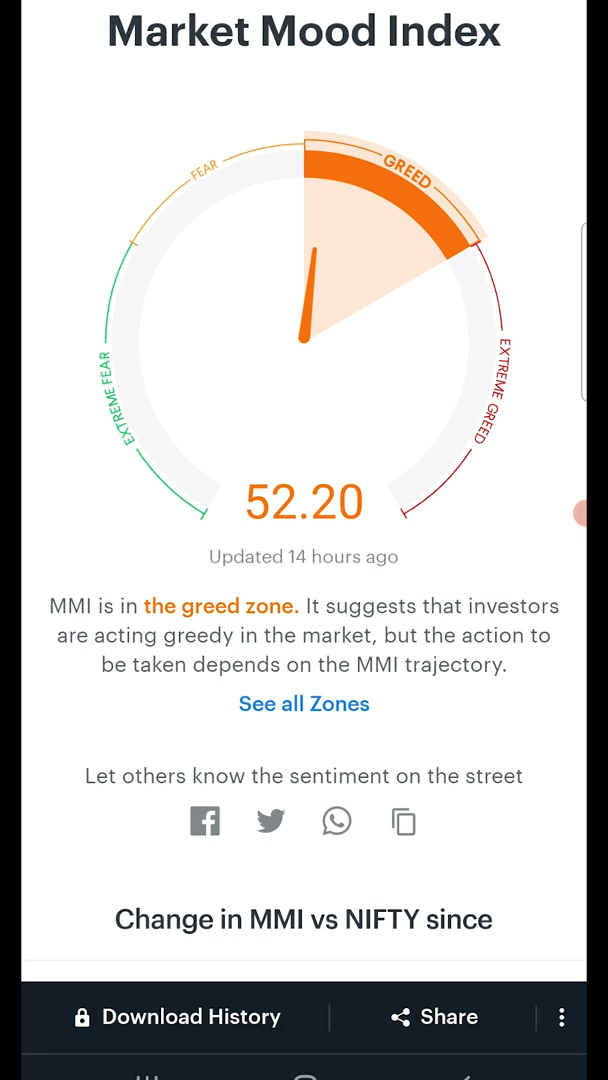 Market Mood Index
FEAR
GREED
EXTREME FEAR
EXTREME GREED
52.20
Updated 14 hours ago
MMI is in the greed zone. It suggests that investors
are acting greedy in the market, but the action to
be taken depends on the MMI trajectory.
See all Zones
Let others know the sentiment on the street
Change in MMI vs NIFTY since
Download History
Share